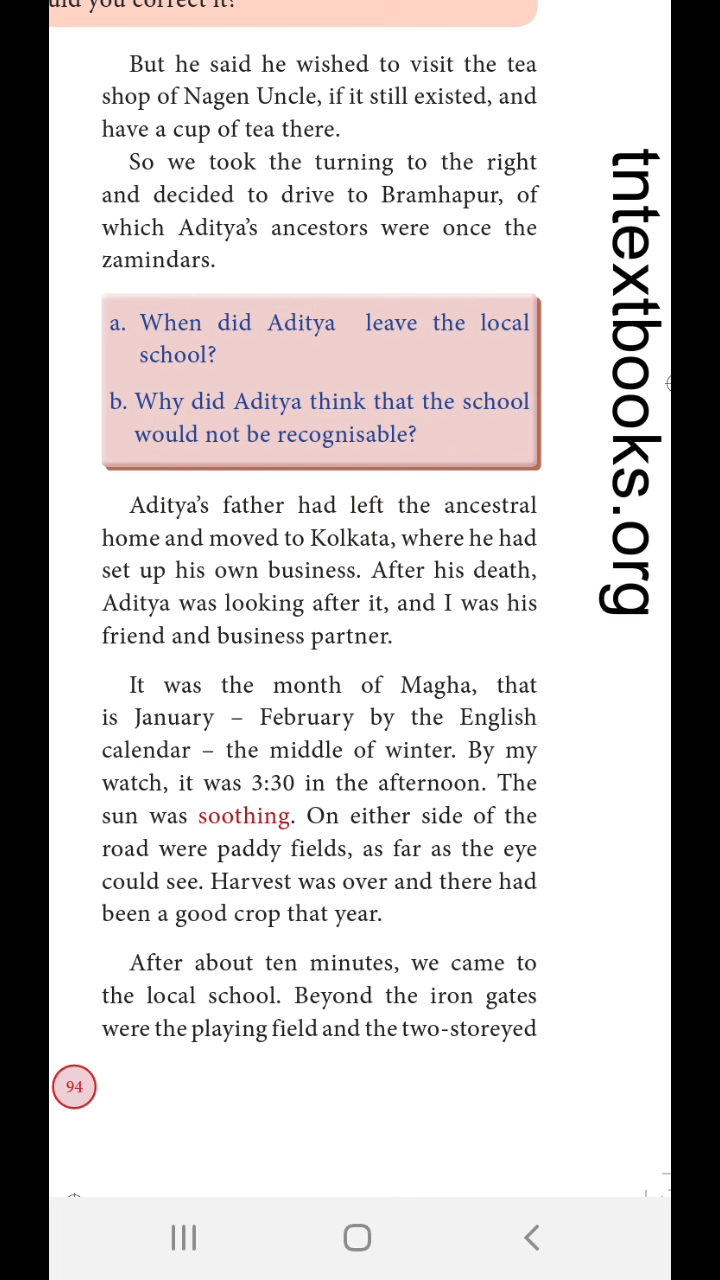 uld you correct it?
But he said he wished to visit the tea
shop of Nagen Uncle, if it still existed, and
have a cup of tea there.
So we took the turning to the right
and decided to drive to Bramhapur, of
which Aditya’s ancestors were once the
zamindars.
a. When did Aditya leave the local
school?
b. Why did Aditya think that the school
would not be recognisable?
Aditya’s father had left the ancestral
home and moved to Kolkata, where he had
set up his own business. After his death,
Aditya was looking after it, and I was his
friend and business partner.
It was the month of Magha, that
is January – February by the English
calendar – the middle of winter. By my
watch, it was 3:30 in the afternoon. The
sun was soothing. On either side of the
road were paddy fields, as far as the eye
could see. Harvest was over and there had
been a good crop that year.
After about ten minutes, we came to
the local school. Beyond the iron gates
were the playing field and the two-storeyed
94
tntextbooks.org